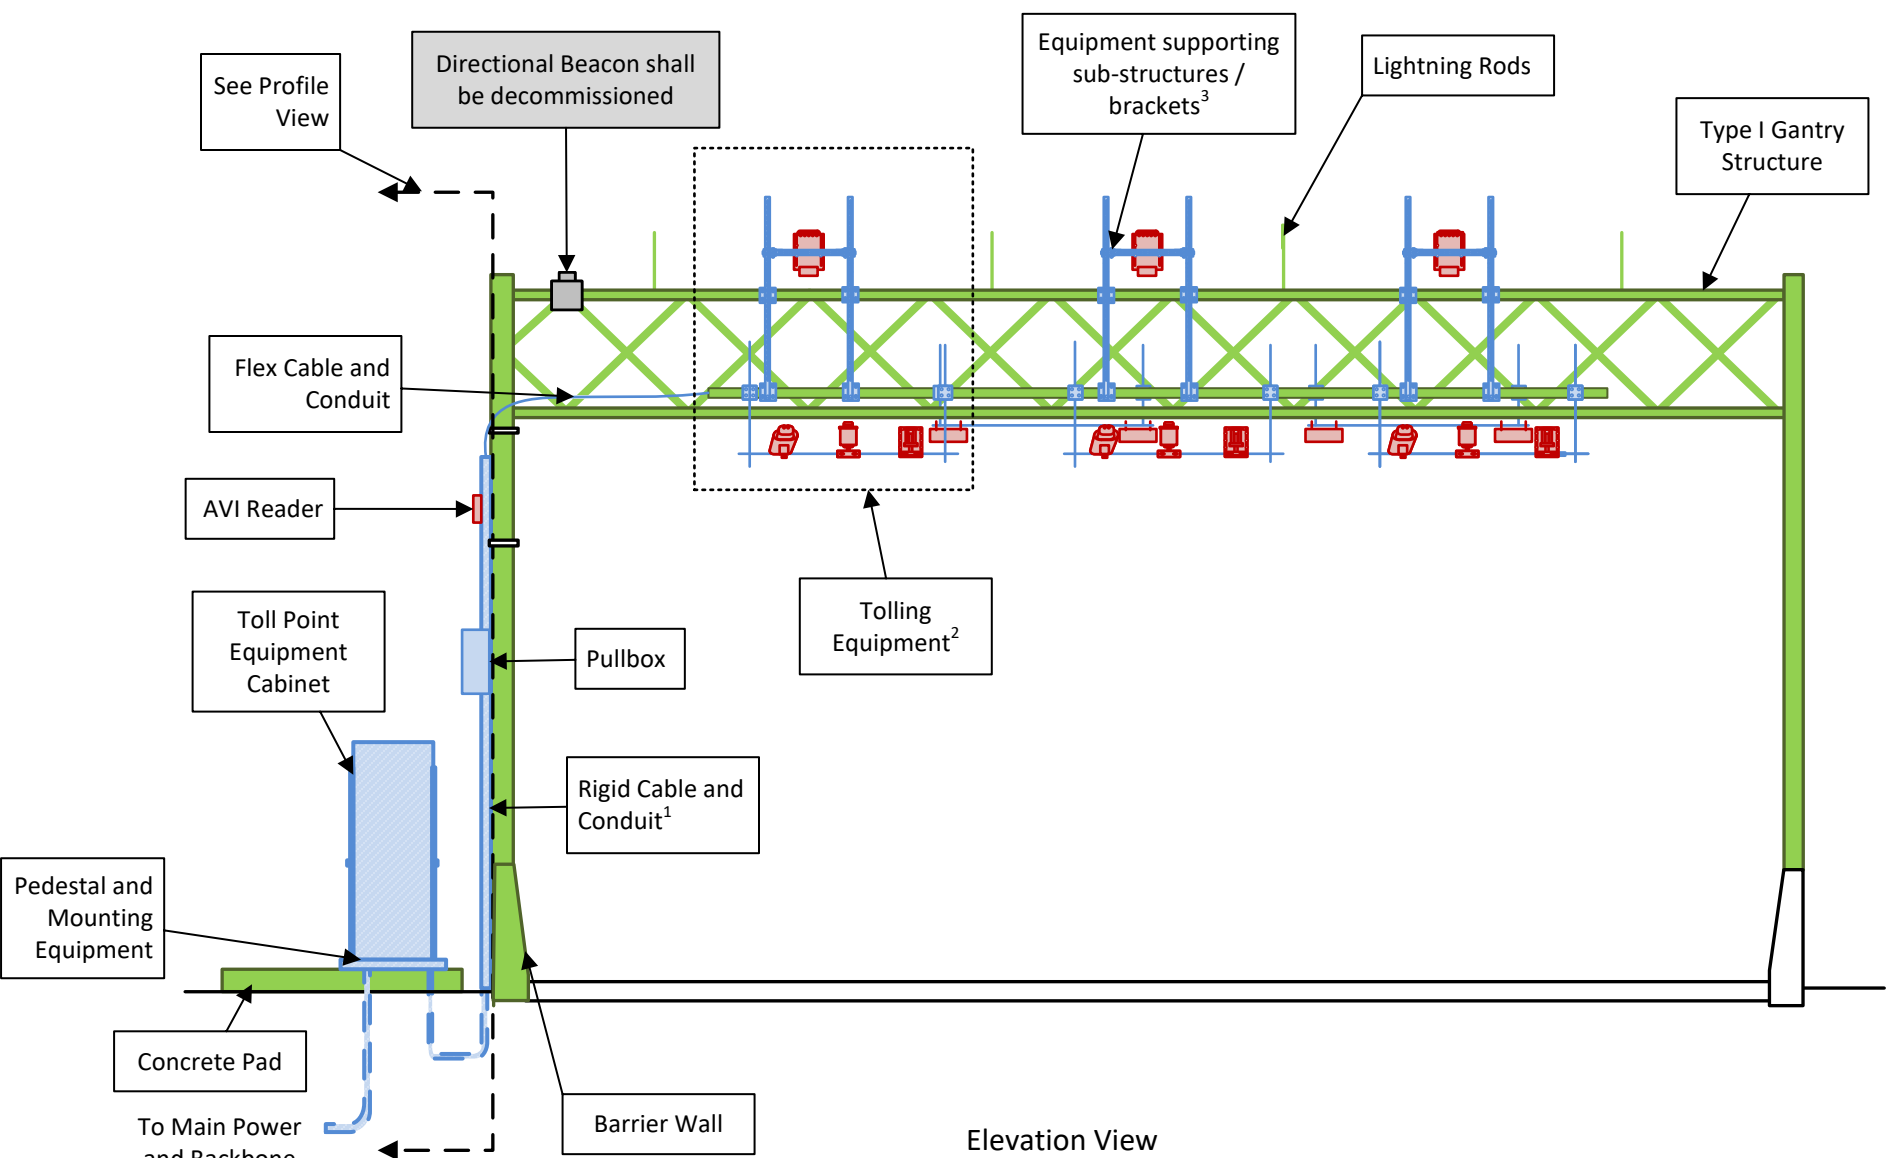 See Profile
View
Directional Beacon shall
be decommissioned
Equipment supporting
sub-structures /
brackets3
Lightning Rods
Type I Gantry
Structure
Flex Cable and
Conduit
AVI Reader
Toll Point
Equipment
Cabinet
Pullbox
Tolling
Equipment2
Rigid Cable and
Conduit1
Pedestal and
Mounting
Equipment
Concrete Pad
Barrier Wall
To Main Power
and Backbone
Elevation View